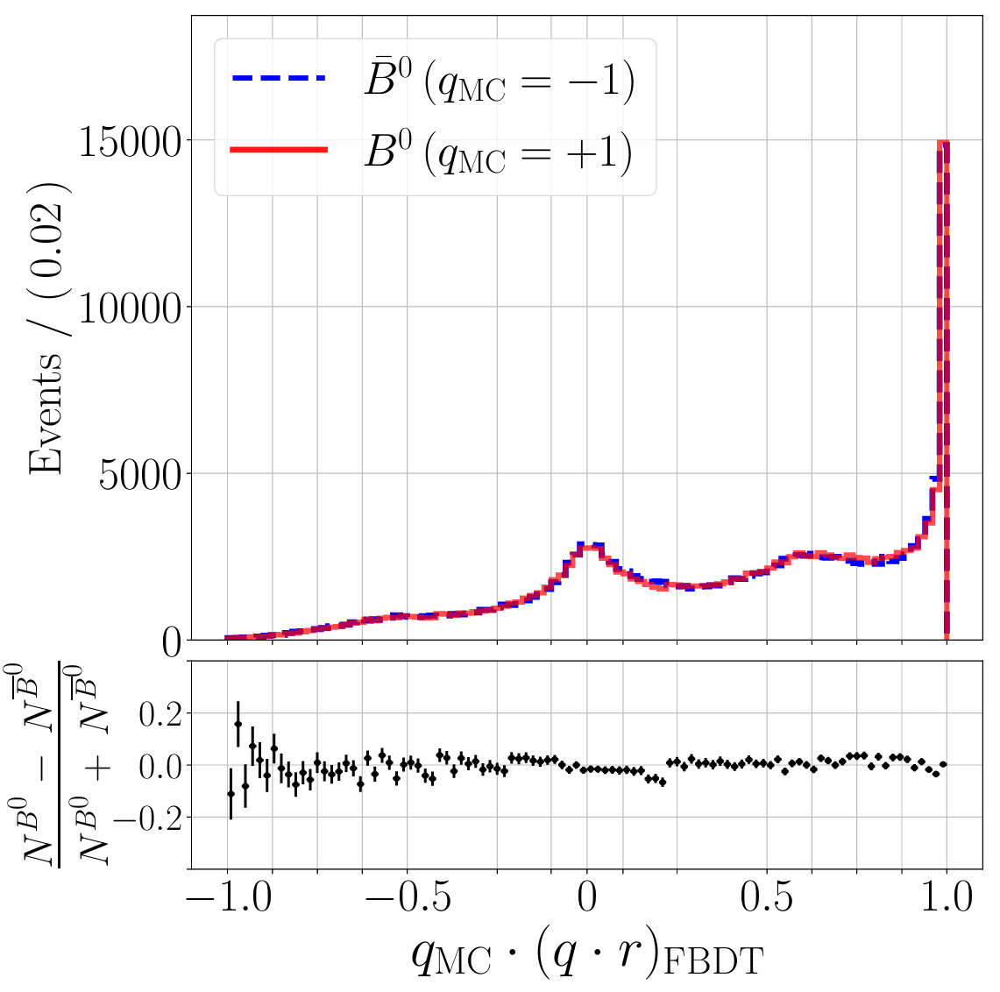 B̄⁰ (q_MC = −1)
B⁰ (q_MC = +1)
Events / ( 0.02 )
15000
10000
5000
0
N^{B⁰} − N^{B̅⁰}
N^{B⁰} + N^{B̅⁰}
0.2
0.0
−0.2
−1.0 −0.5 0 0.5 1.0
q_MC · (q · r)_FBDT